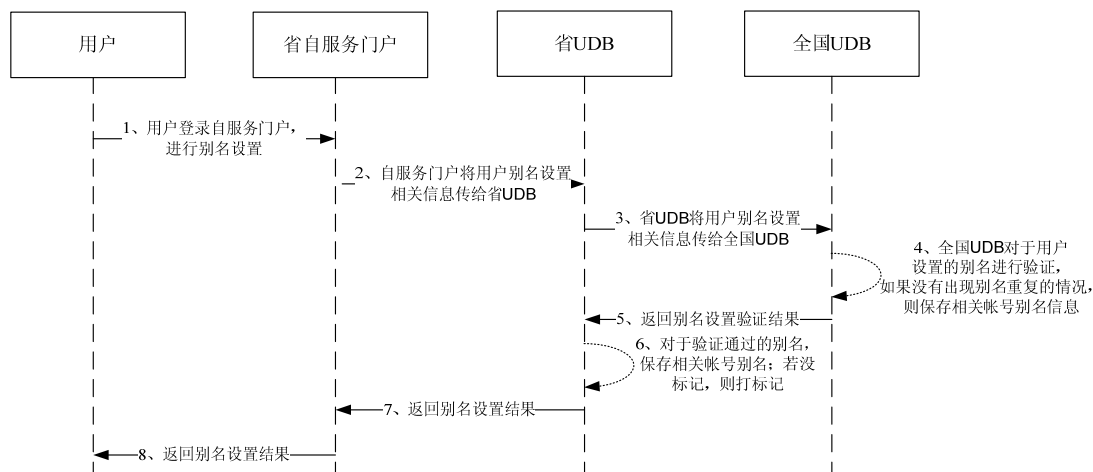 用户
省自服务门户
省UDB
全国UDB
1、用户登录自服务门户，
进行别名设置
2、自服务门户将用户别名设置
相关信息传给省UDB
3、省UDB将用户别名设置
相关信息传给全国UDB
4、全国UDB对于用户
设置的别名进行验证，
如果没有出现别名重复的情况，
则保存相关帐号别名信息
5、返回别名设置验证结果
6、对于验证通过的别名，
保存相关帐号别名；若没
标记，则打标记
7、返回别名设置结果
8、返回别名设置结果